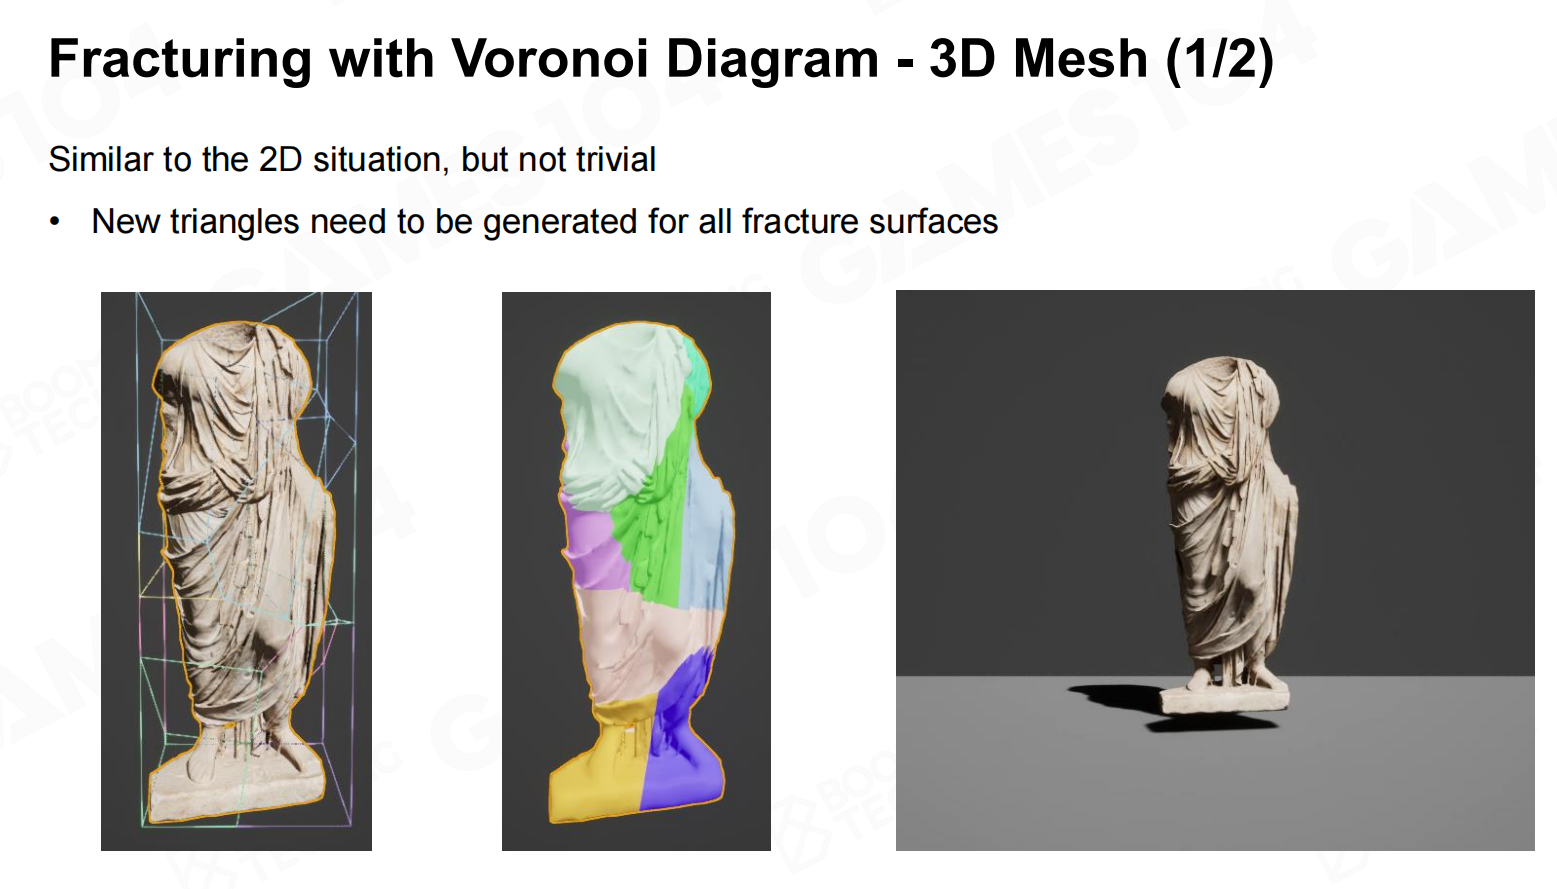 Fracturing with Voronoi Diagram - 3D Mesh (1/2)
Similar to the 2D situation, but not trivial
• New triangles need to be generated for all fracture surfaces
GAMES104